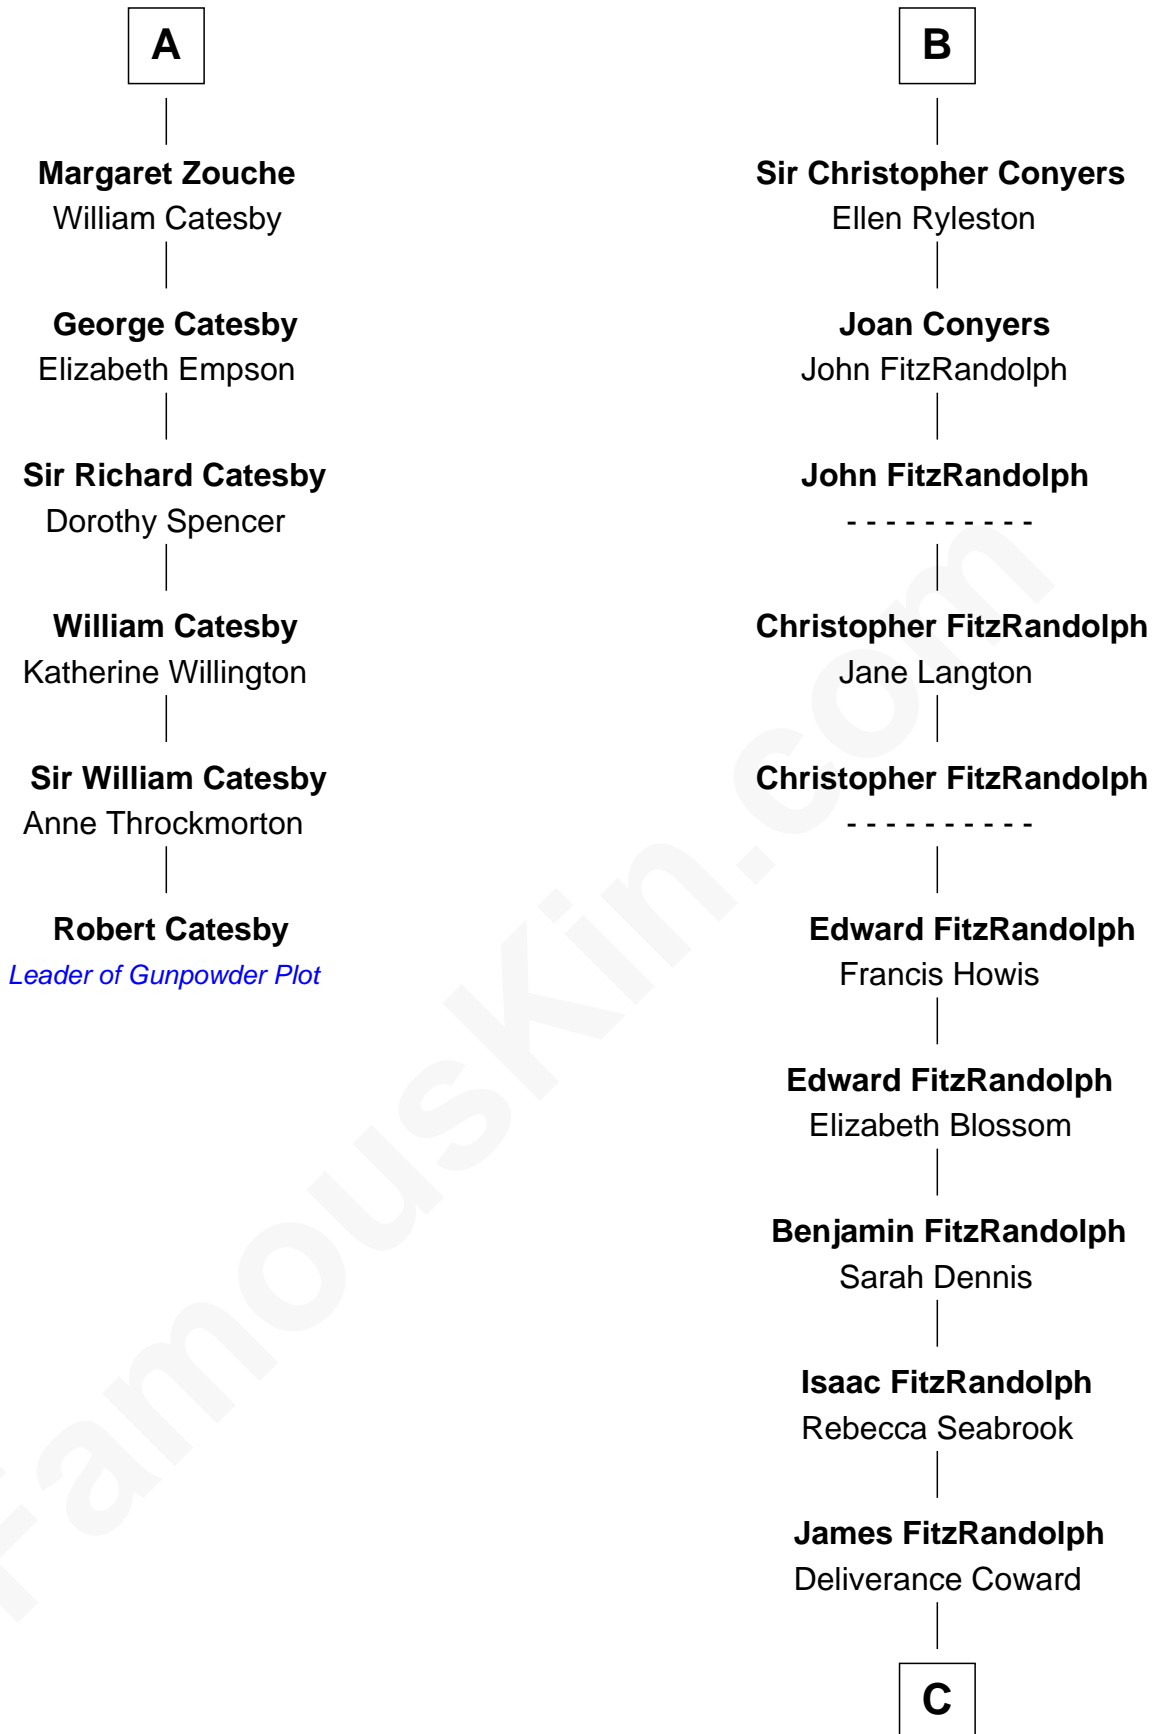 A
Margaret Zouche
William Catesby
George Catesby
Elizabeth Empson
Sir Richard Catesby
Dorothy Spencer
William Catesby
Katherine Willington
Sir William Catesby
Anne Throckmorton
Robert Catesby
Leader of Gunpowder Plot
B
Sir Christopher Conyers
Ellen Ryleston
Joan Conyers
John FitzRandolph
John FitzRandolph
- - - - - - - - - -
Christopher FitzRandolph
Jane Langton
Christopher FitzRandolph
- - - - - - - - - -
Edward FitzRandolph
Francis Howis
Edward FitzRandolph
Elizabeth Blossom
Benjamin FitzRandolph
Sarah Dennis
Isaac FitzRandolph
Rebecca Seabrook
James FitzRandolph
Deliverance Coward
C
FamousKin.com